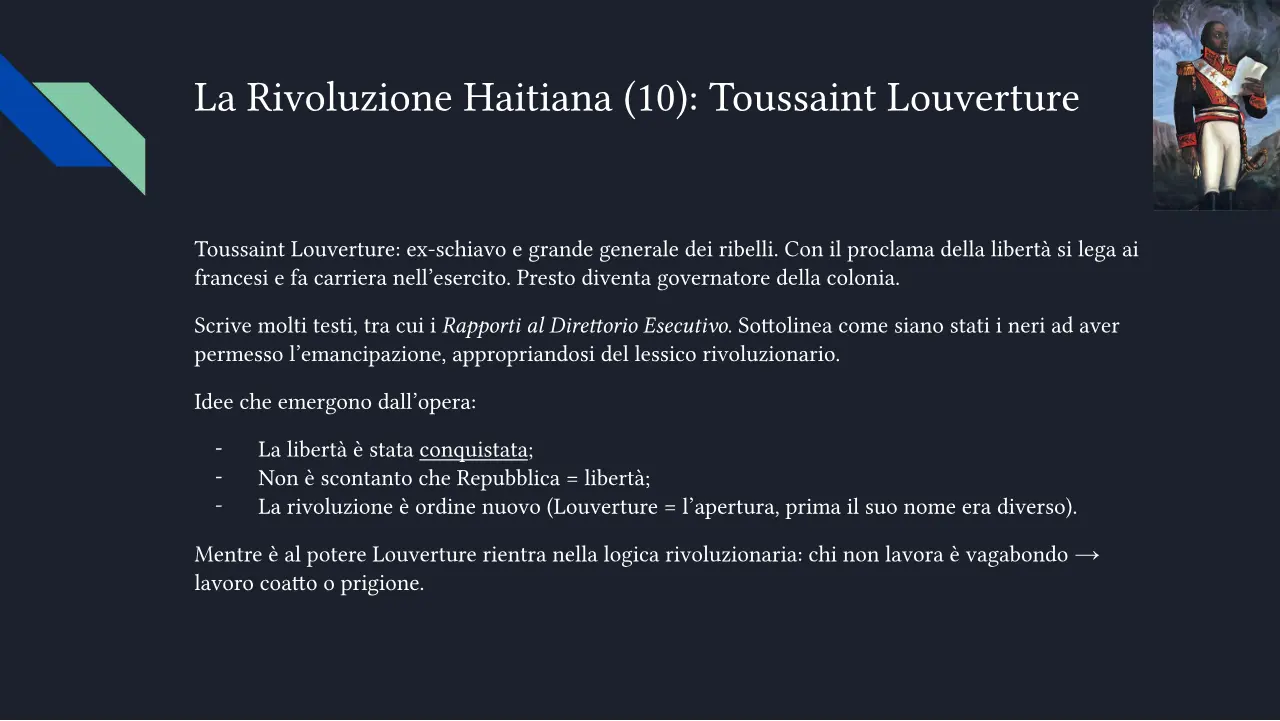 La Rivoluzione Haitiana (10): Toussaint Louverture
Toussaint Louverture: ex-schiavo e grande generale dei ribelli. Con il proclama della libertà si lega ai
francesi e fa carriera nell’esercito. Presto diventa governatore della colonia.
Scrive molti testi, tra cui i Rapporti al Direttorio Esecutivo. Sottolinea come siano stati i neri ad aver
permesso l’emancipazione, appropriandosi del lessico rivoluzionario.
Idee che emergono dall’opera:
- La libertà è stata conquistata;
- Non è scontanto che Repubblica = libertà;
- La rivoluzione è ordine nuovo (Louverture = l’apertura, prima il suo nome era diverso).
Mentre è al potere Louverture rientra nella logica rivoluzionaria: chi non lavora è vagabondo →
lavoro coatto o prigione.